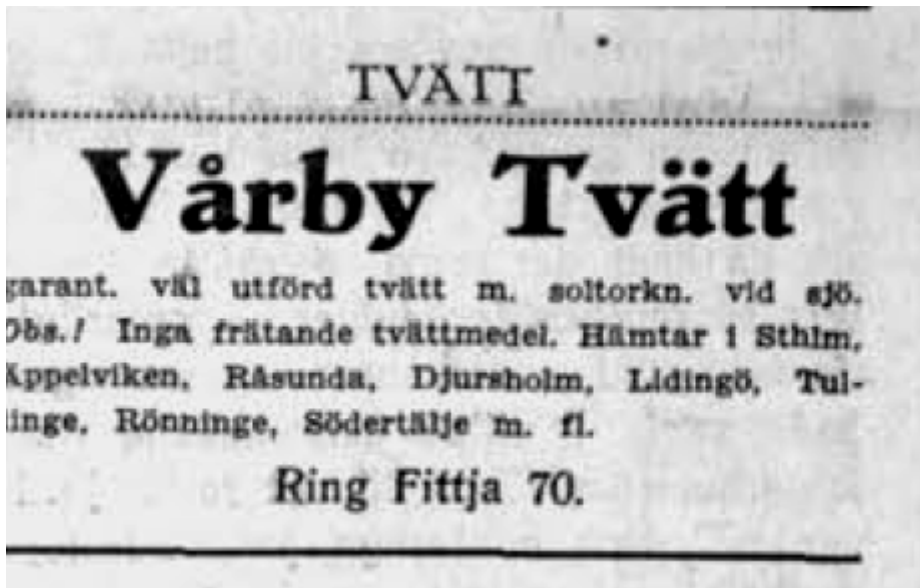 TVÄTT
Vårby Tvätt
garant. väl utförd tvätt m. soltorkn. vid sjö.
Obs.! Inga frätande tvättmedel. Hämtar i Sthlm,
Äppelviken, Råsunda, Djursholm, Lidingö, Tul-
linge, Rönninge, Södertälje m. fl.
Ring Fittja 70.